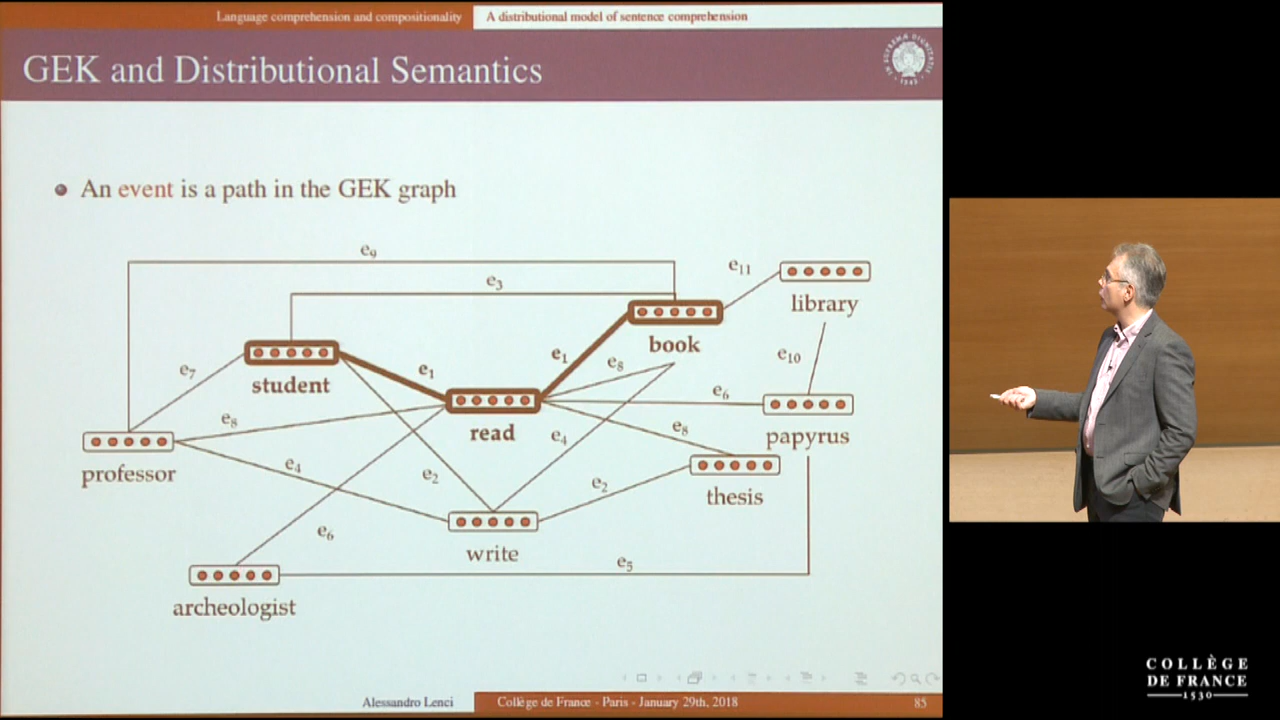 Language comprehension and compositionality A distributional model of sentence comprehension
GEK and Distributional Semantics
An event is a path in the GEK graph
e9
e3
e11
library
book
e10
e7
student
e1
e1
e8
e6
read
papyrus
e8
e8
e4
professor
e4
e2
e2
thesis
write
e6
e5
archeologist
Alessandro Lenci Collège de France - Paris - January 29th, 2018 85
COLLÈGE
DE FRANCE
1530